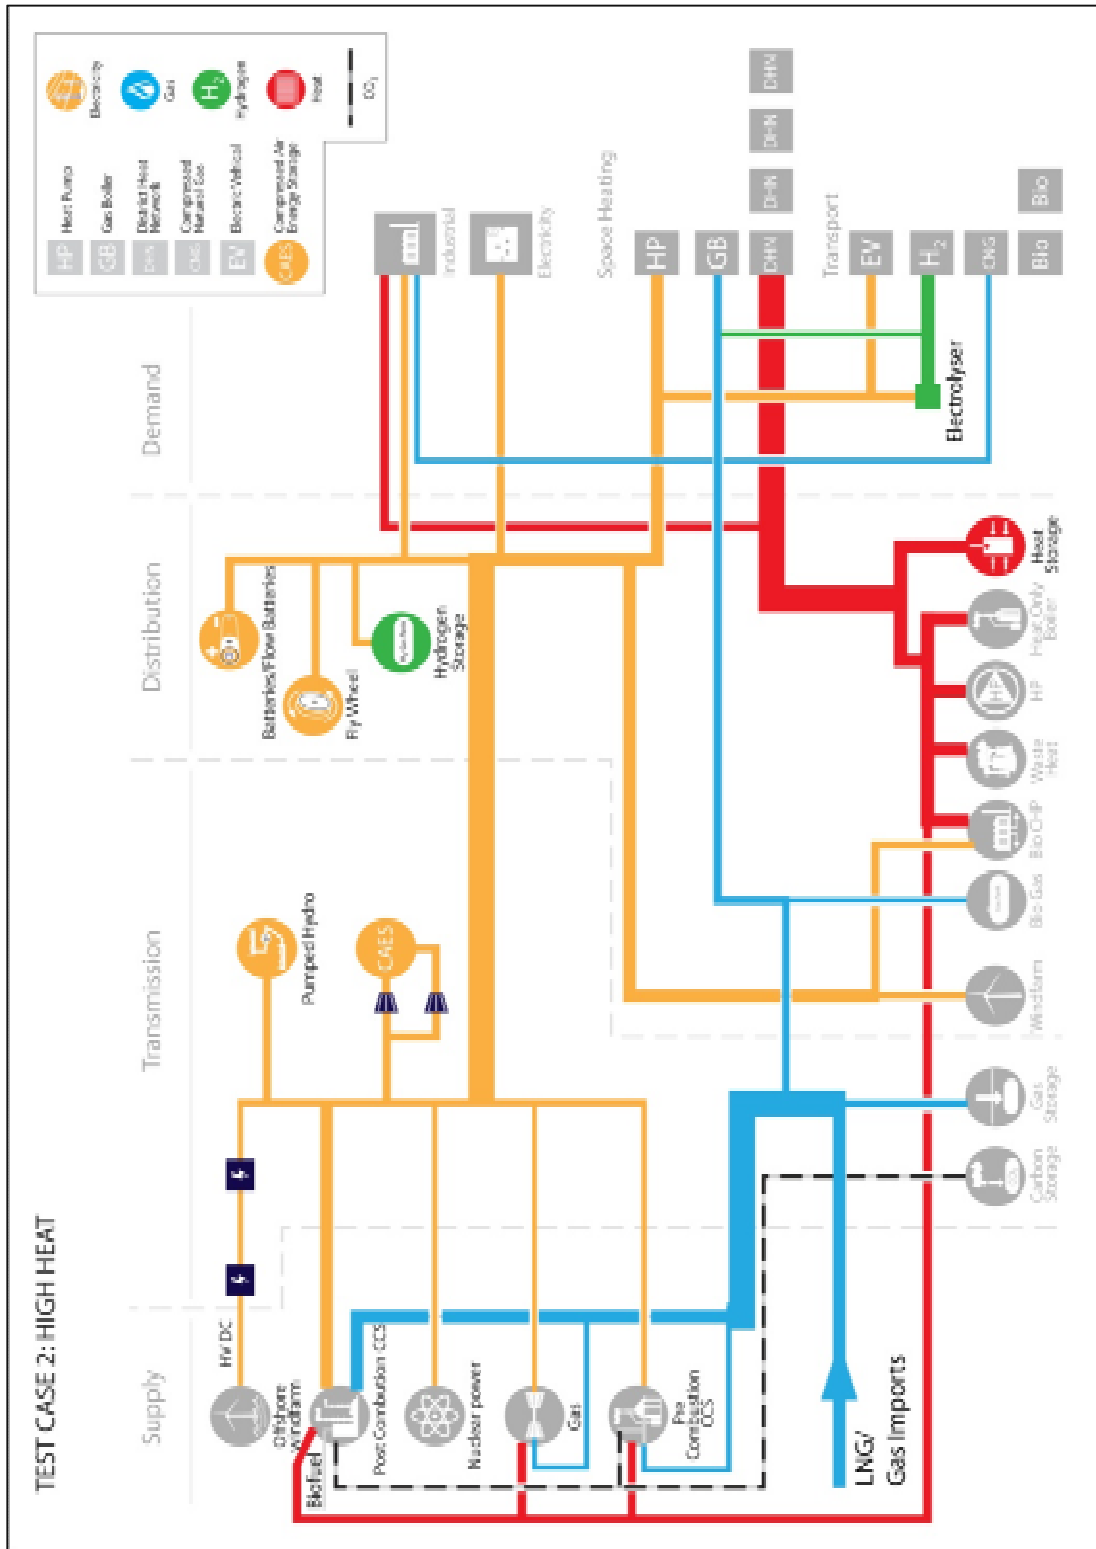 TEST CASE 2: HIGH HEAT
Supply
Transmission
Distribution
Demand
HP
Heat Pump
GB
Gas Boiler
DHN
District Heat
Network
CNG
Compressed
Natural Gas
EV
Electric Vehical
CAES
Compressed Air
Energy Storage
Electricity
Gas
H2
Hydrogen
Heat
CO2
HVDC
Offshore
Windfarm
Biofuel
Post Combution CCS
Nuclear power
Gas
Pre
Combustion
CCS
LNG/
Gas Imports
Pumped Hydro
CAES
Batteries/Flow Batteries
Fly Wheel
Hydrogen
Storage
Industrial
Electricity
Space Heating
HP
GB
DHN
DHN
DHN
DHN
Transport
EV
H2
CNG
Bio
Bio
Electrolyser
Carbon
Storage
Gas
Storage
Windfarm
Bio Gas
Bio CHP
Waste
Heat
HP
HP
Heat Only
Boiler
Heat
Storage